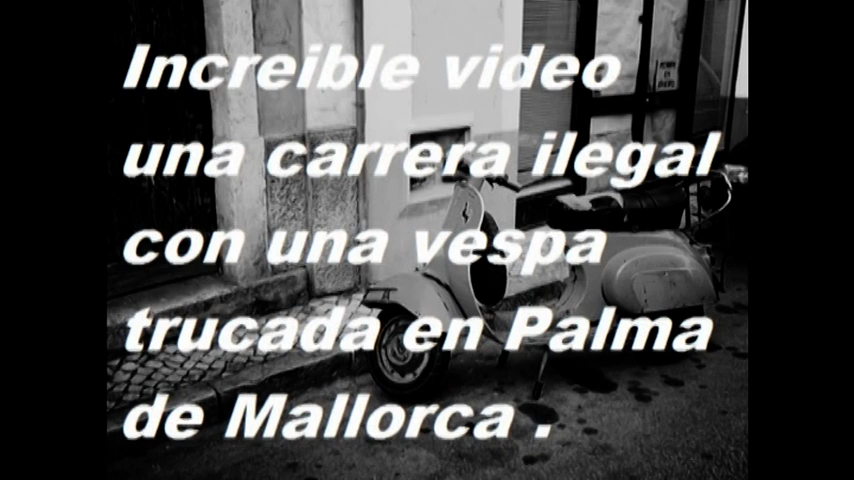 Increible video
una carrera ilegal
con una vespa
trucada en Palma
de Mallorca .